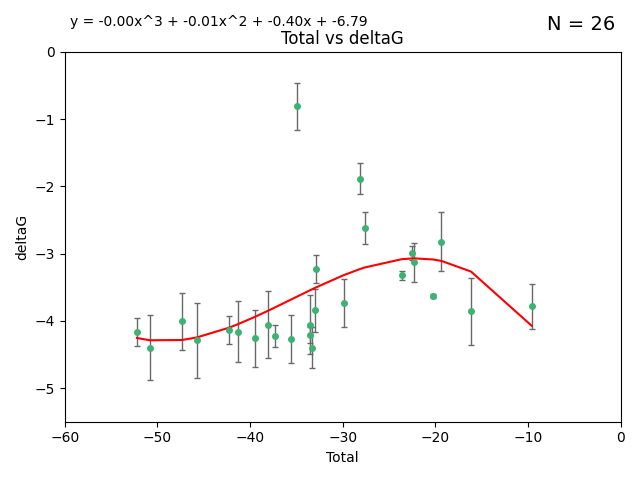 y = -0.00x^3 + -0.01x^2 + -0.40x + -6.79
N = 26
Total vs deltaG
0
−1
−2
−3
−4
−5
deltaG
−60
−50
−40
−30
−20
−10
0
Total